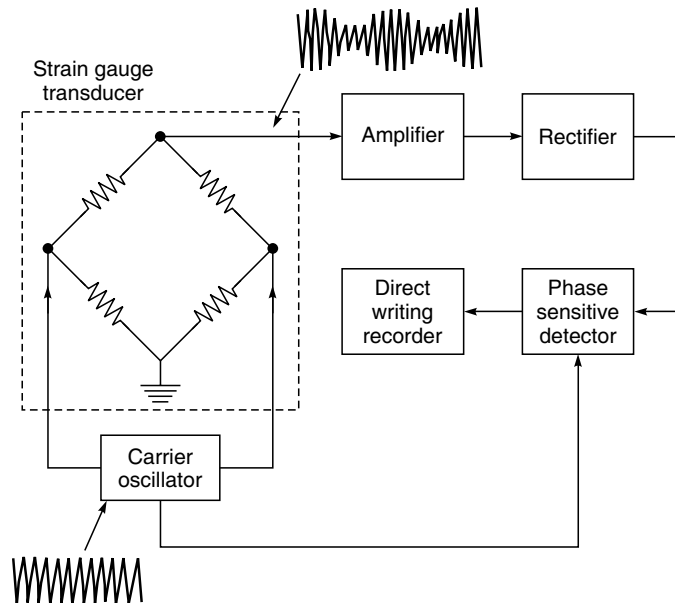 Strain gauge
transducer
Amplifier
Rectifier
Direct
writing
recorder
Phase
sensitive
detector
Carrier
oscillator